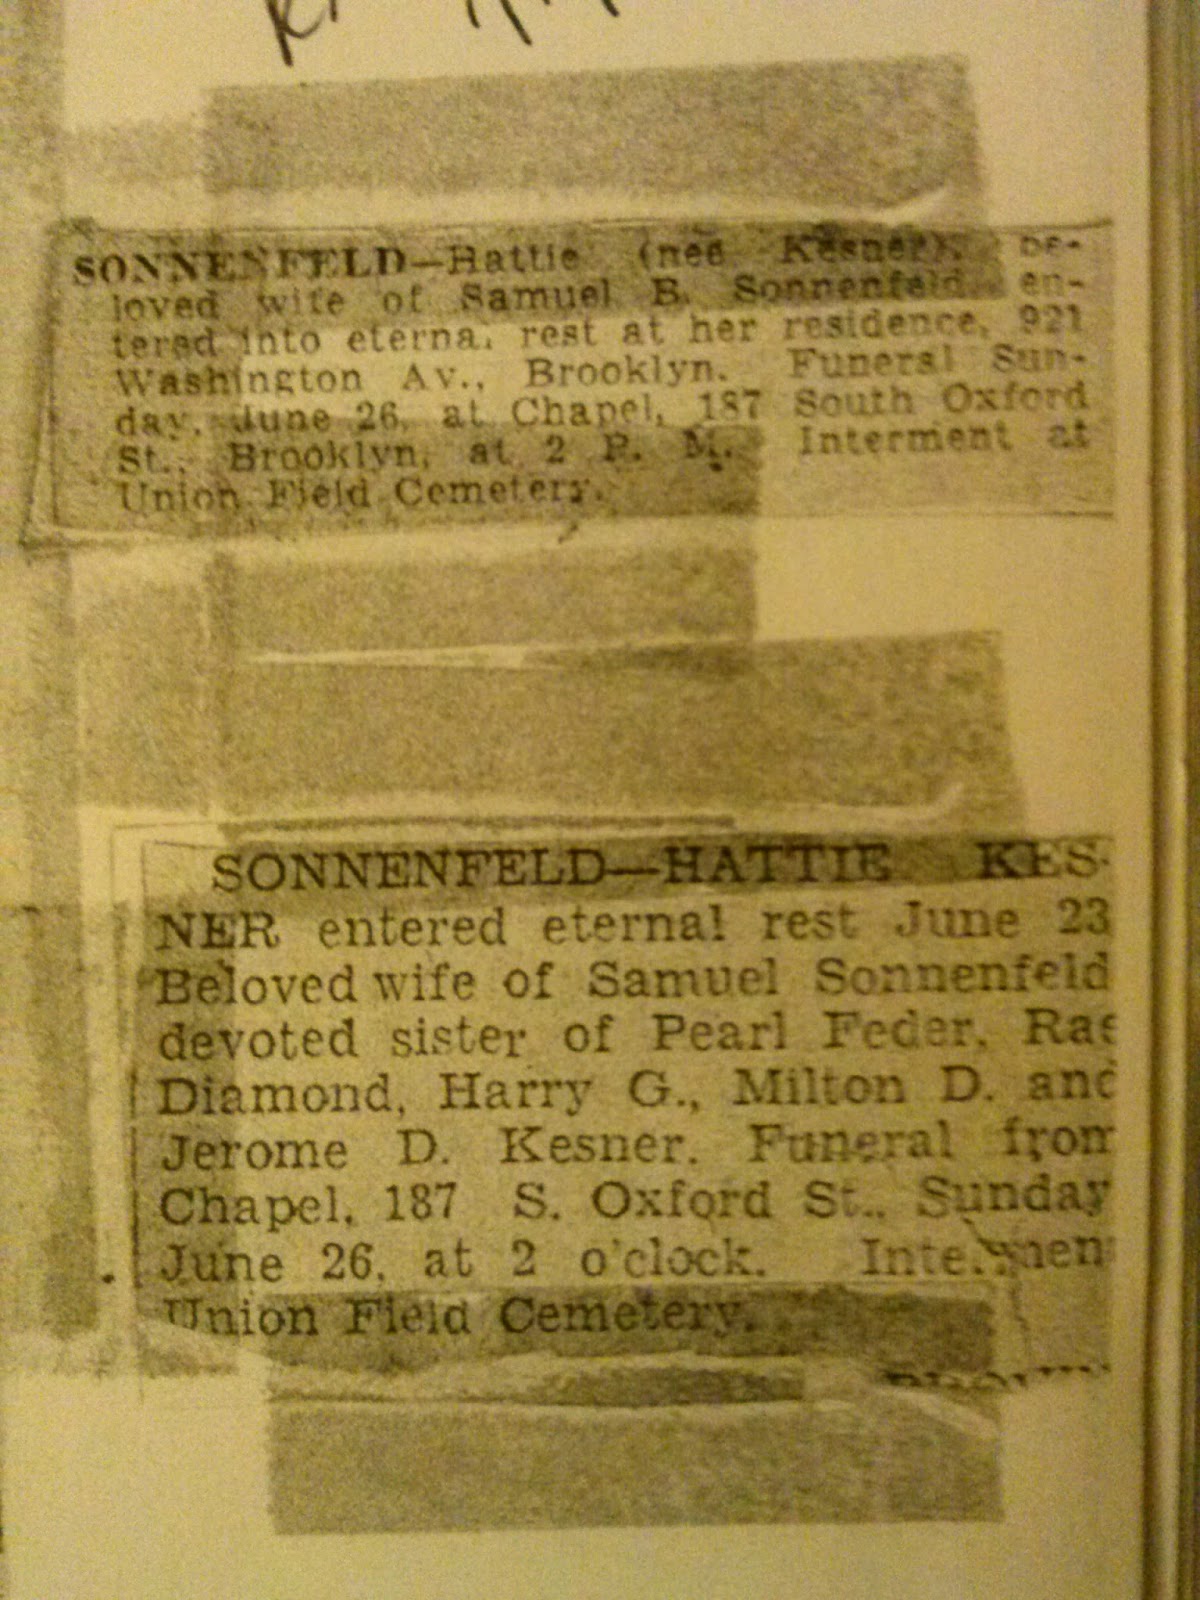 SONNENFELD—Hattie (nee Kesner), be-
loved wife of Samuel B. Sonnenfeld, en-
tered into eternal rest at her residence, 921
Washington Av., Brooklyn. Funeral Sun-
day, June 26, at Chapel, 187 South Oxford
St., Brooklyn, at 2 P. M. Interment at
Union Field Cemetery.
SONNENFELD—HATTIE KES-
NER entered eternal rest June 23
Beloved wife of Samuel Sonnenfeld
devoted sister of Pearl Feder, Rae
Diamond, Harry G., Milton D. and
Jerome D. Kesner. Funeral from
Chapel, 187 S. Oxford St., Sunday
June 26, at 2 o'clock. Intermen
Union Field Cemetery.